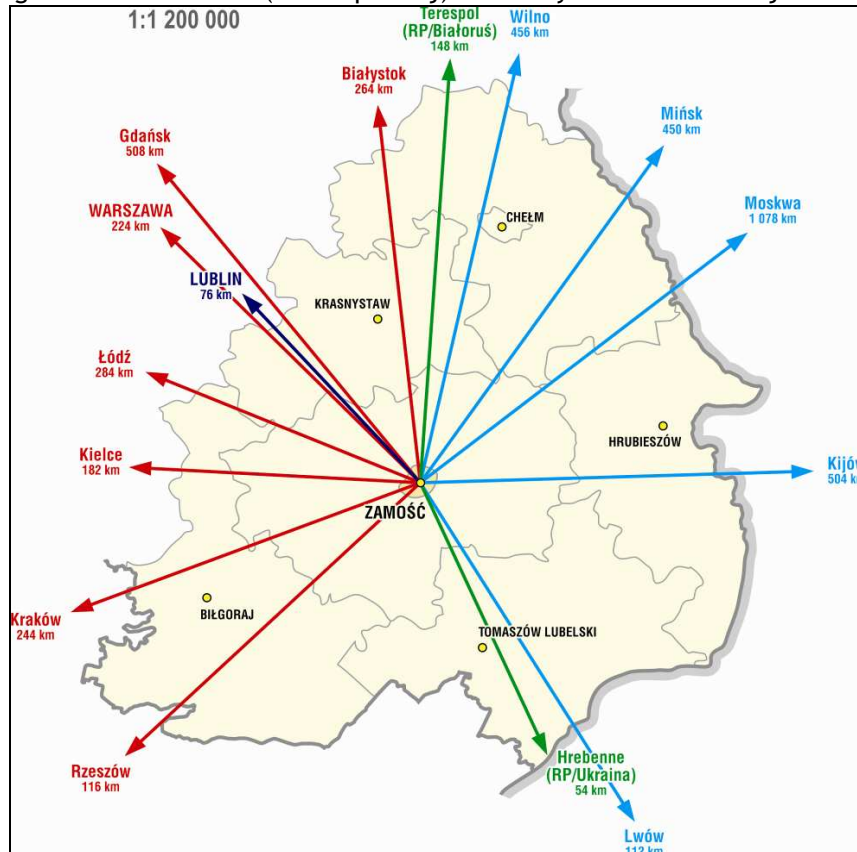 1:1 200 000
Terespol
(RP/Białoruś)
148 km
Wilno
456 km
Białystok
264 km
Mińsk
450 km
Gdańsk
508 km
WARSZAWA
224 km
Moskwa
1 078 km
CHEŁM
LUBLIN
76 km
KRASNYSTAW
Łódź
284 km
HRUBIESZÓW
Kielce
182 km
Kijów
504 km
ZAMOŚĆ
BIŁGORAJ
Kraków
244 km
TOMASZÓW LUBELSKI
Rzeszów
116 km
Hrebenne
(RP/Ukraina)
54 km
Lwów